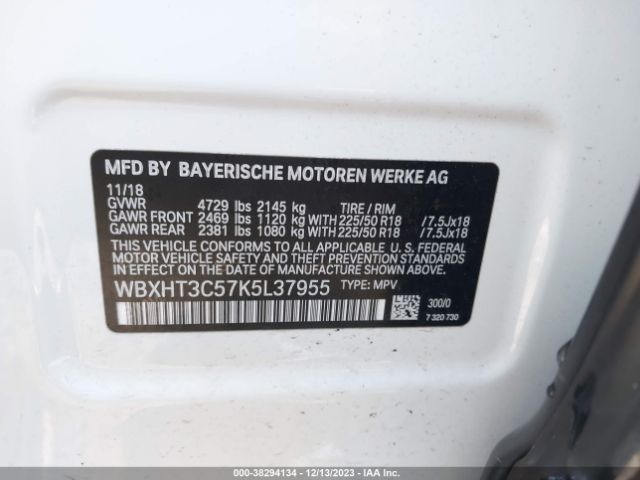 MFD BY BAYERISCHE MOTOREN WERKE AG
11/18
GVWR 4729 lbs 2145 kg TIRE / RIM
GAWR FRONT 2469 lbs 1120 kg WITH 225/50 R18 /7.5Jx18
GAWR REAR 2381 lbs 1080 kg WITH 225/50 R18 /7.5Jx18
THIS VEHICLE CONFORMS TO ALL APPLICABLE U. S. FEDERAL
MOTOR VEHICLE SAFETY AND THEFT PREVENTION STANDARDS
IN EFFECT ON THE DATE OF MANUFACTURE SHOWN ABOVE.
WBXHT3C57K5L37955 TYPE: MPV
300/0
7 320 730
000-38294134 - 12/13/2023 - IAA Inc.